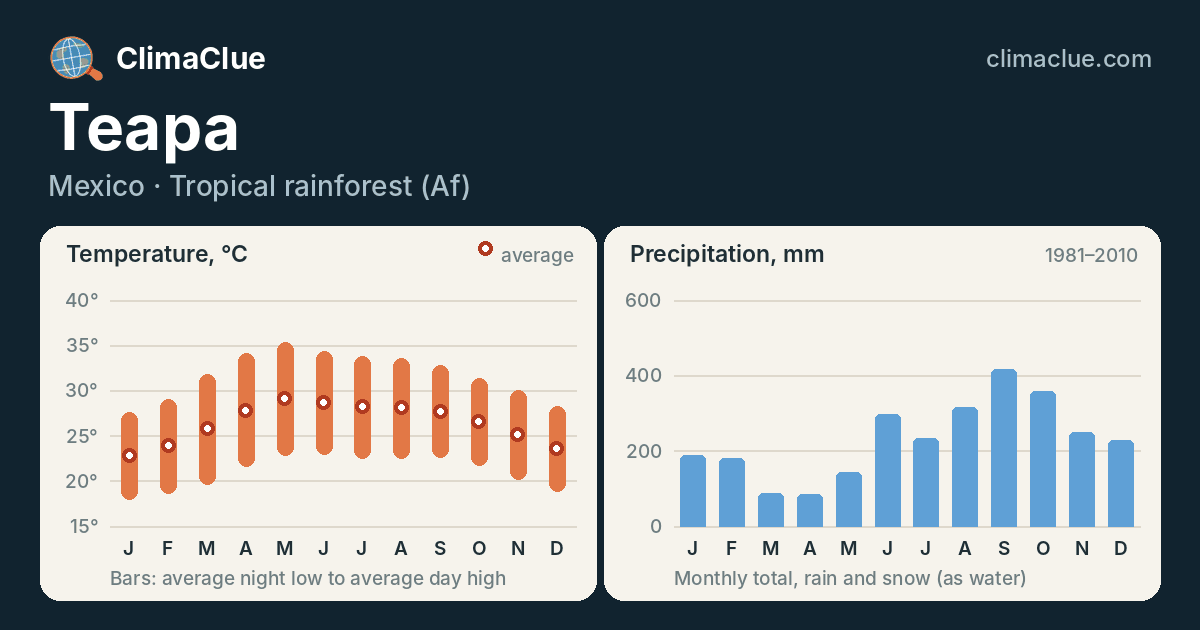 ClimaClue
climaclue.com
Teapa
Mexico · Tropical rainforest (Af)
Temperature, °C
average
40°
35°
30°
25°
20°
15°
J F M A M J J A S O N D
Bars: average night low to average day high
Precipitation, mm
1981–2010
600
400
200
0
J F M A M J J A S O N D
Monthly total, rain and snow (as water)